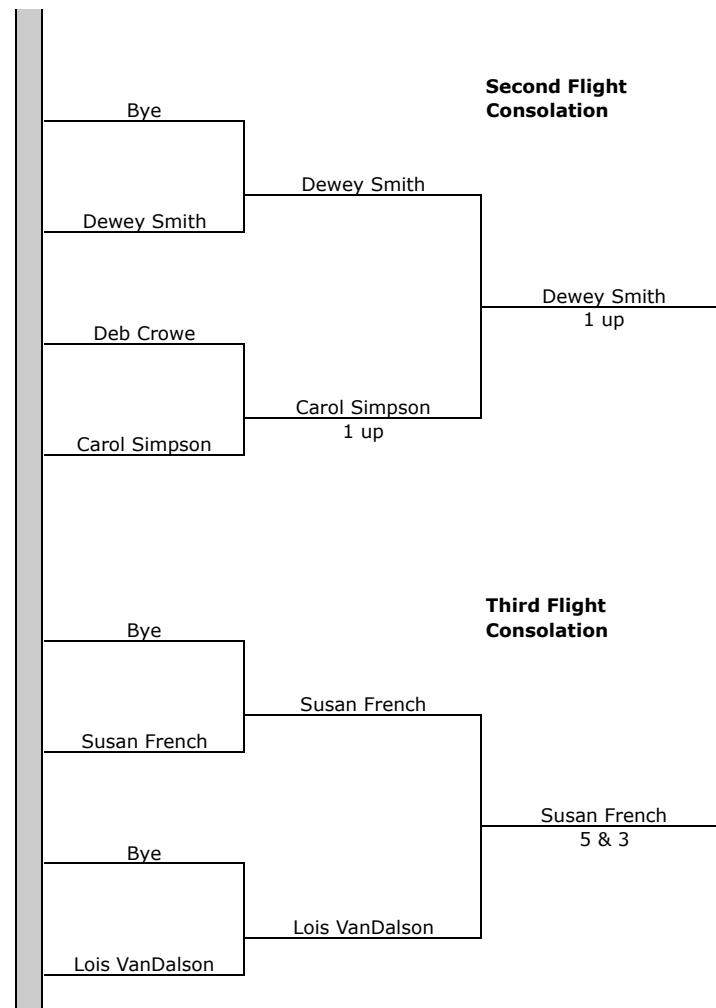 Second Flight
Consolation
Bye
Dewey Smith
Dewey Smith
Dewey Smith
1 up
Deb Crowe
Carol Simpson
1 up
Carol Simpson
Third Flight
Consolation
Bye
Susan French
Susan French
Susan French
5 & 3
Bye
Lois VanDalson
Lois VanDalson